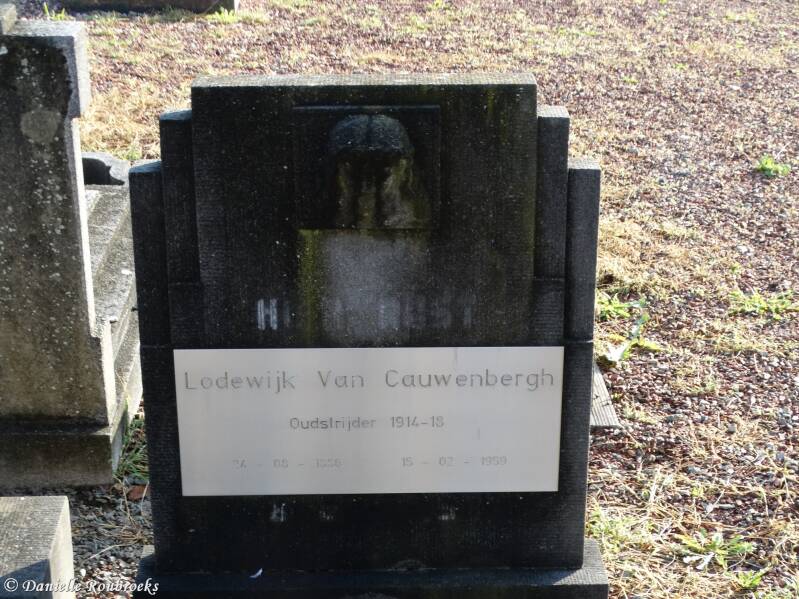 Lodewijk Van Cauwenbergh
Oudstrijder 1914-18
15 - 02 - 1959
© Danielle Roubroeks